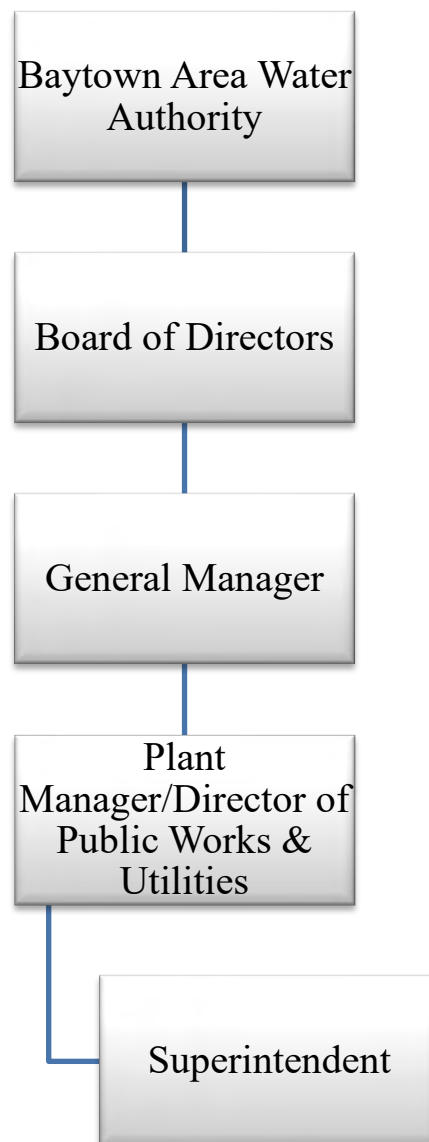 Baytown Area Water
Authority
Board of Directors
General Manager
Plant
Manager/Director of
Public Works &
Utilities
Superintendent